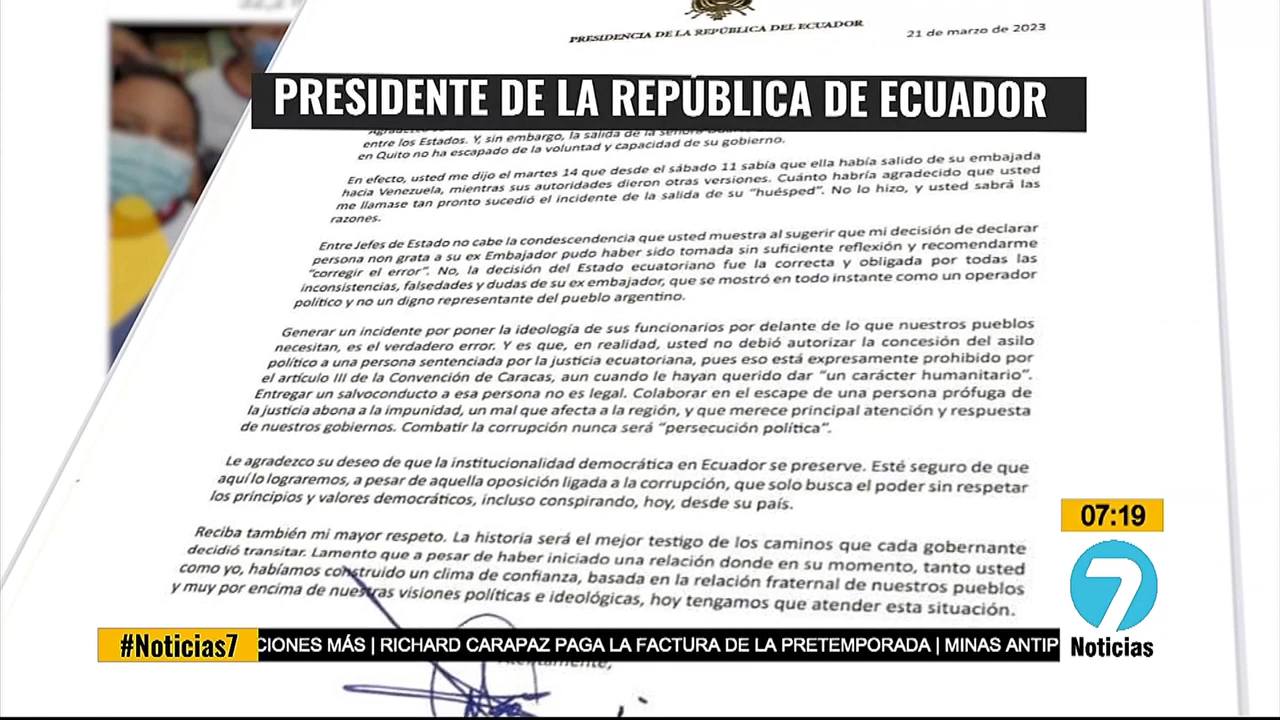 PRESIDENCIA DE LA REPÚBLICA DEL ECUADOR
21 de marzo de 2023
PRESIDENTE DE LA REPÚBLICA DE ECUADOR
entre los Estados. Y, sin embargo, la salida de la señora
en Quito no ha escapado de la voluntad y capacidad de su gobierno.
En efecto, usted me dijo el martes 14 que desde el sábado 11 sabía que ella había salido de su embajada
hacia Venezuela, mientras sus autoridades dieron otras versiones. Cuánto habría agradecido que usted
me llamase tan pronto sucedió el incidente de la salida de su “huésped”. No lo hizo, y usted sabrá las
razones.
Entre Jefes de Estado no cabe la condescendencia que usted muestra al sugerir que mi decisión de declarar
persona non grata a su ex Embajador pudo haber sido tomada sin suficiente reflexión y recomendarme
“corregir el error”. No, la decisión del Estado ecuatoriano fue la correcta y obligada por todas las
inconsistencias, falsedades y dudas de su ex embajador, que se mostró en todo instante como un operador
político y no un digno representante del pueblo argentino.
Generar un incidente por poner la ideología de sus funcionarios por delante de lo que nuestros pueblos
necesitan, es el verdadero error. Y es que, en realidad, usted no debió autorizar la concesión del asilo
político a una persona sentenciada por la justicia ecuatoriana, pues eso está expresamente prohibido por
el artículo III de la Convención de Caracas, aun cuando le hayan querido dar “un carácter humanitario”.
Entregar un salvoconducto a esa persona no es legal. Colaborar en el escape de una persona prófuga de
la justicia abona a la impunidad, un mal que afecta a la región, y que merece principal atención y respuesta
de nuestros gobiernos. Combatir la corrupción nunca será “persecución política”.
Le agradezco su deseo de que la institucionalidad democrática en Ecuador se preserve. Esté seguro de que
aquí lo lograremos, a pesar de aquella oposición ligada a la corrupción, que solo busca el poder sin respetar
los principios y valores democráticos, incluso conspirando, hoy, desde su país.
Reciba también mi mayor respeto. La historia será el mejor testigo de los caminos que cada gobernante
decidió transitar. Lamento que a pesar de haber iniciado una relación donde en su momento, tanto usted
como yo, habíamos construido un clima de confianza, basada en la relación fraternal de nuestros pueblos
y muy por encima de nuestras visiones políticas e ideológicas, hoy tengamos que atender esta situación.
07:19
7
Noticias
#Noticias7
CIONES MÁS | RICHARD CARAPAZ PAGA LA FACTURA DE LA PRETEMPORADA | MINAS ANTIP